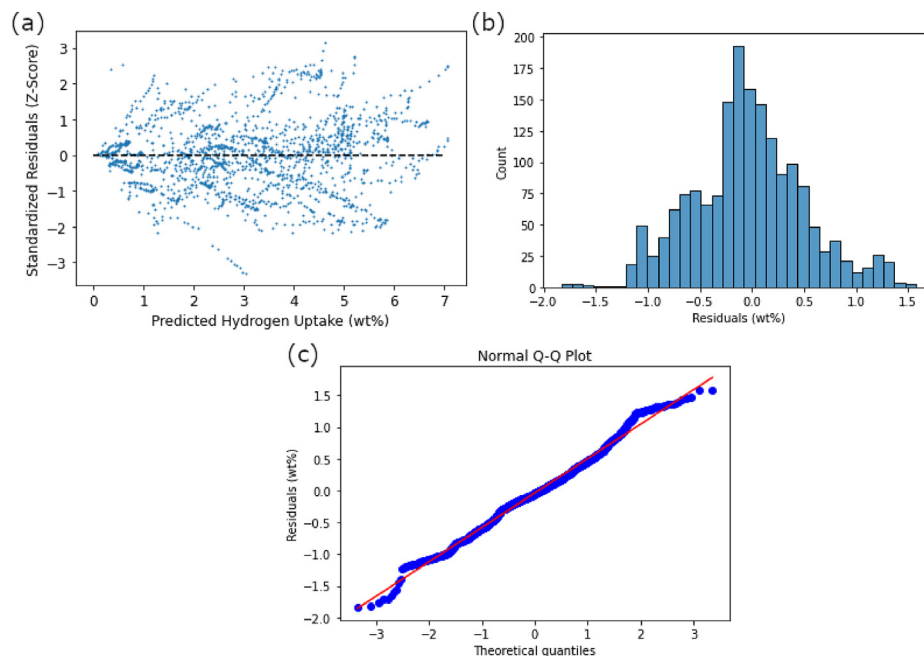 (a)
Standardized Residuals (Z-Score)
3
2
1
0
−1
−2
−3
0 1 2 3 4 5 6 7
Predicted Hydrogen Uptake (wt%)
(b)
Count
200
175
150
125
100
75
50
25
0
−2.0 −1.5 −1.0 −0.5 0.0 0.5 1.0 1.5
Residuals (wt%)
(c)
Normal Q-Q Plot
Residuals (wt%)
1.5
1.0
0.5
0.0
−0.5
−1.0
−1.5
−2.0
−3 −2 −1 0 1 2 3
Theoretical quantiles